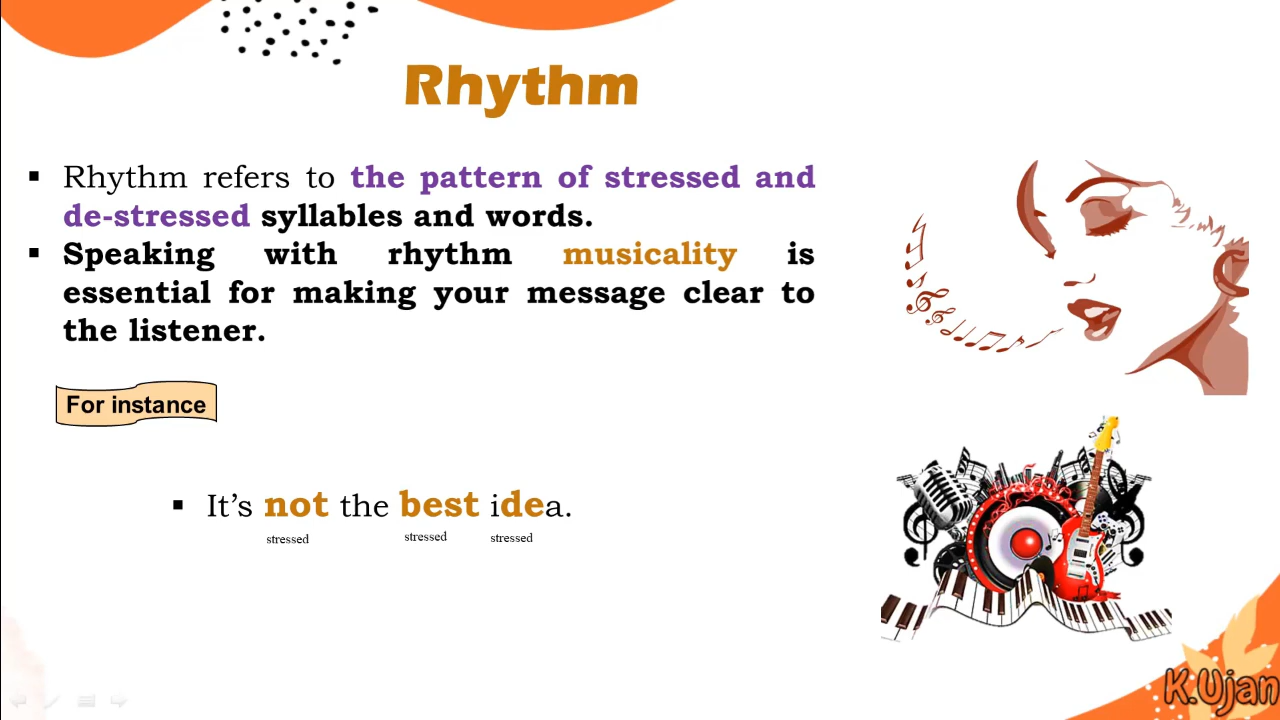 Rhythm
▪ Rhythm refers to the pattern of stressed and
de-stressed syllables and words.
▪ Speaking with rhythm musicality is
essential for making your message clear to
the listener.
For instance
▪ It’s not the best idea.
stressed stressed stressed
K.Ujan